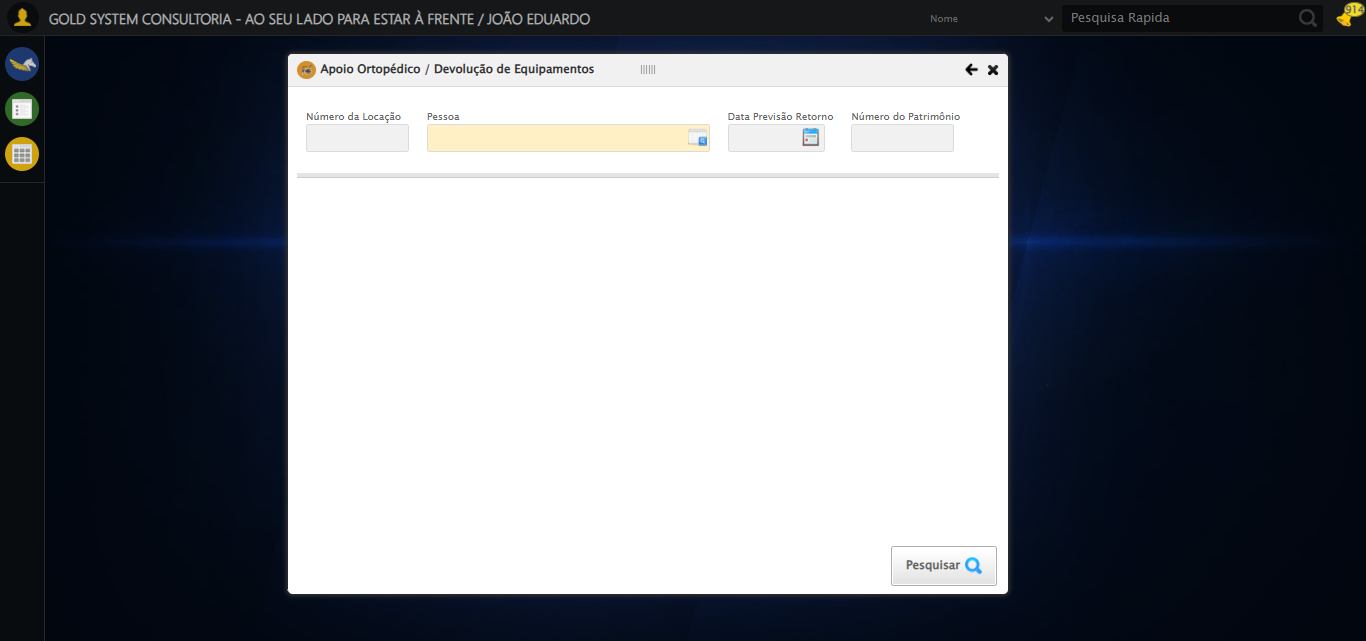 GOLD SYSTEM CONSULTORIA - AO SEU LADO PARA ESTAR À FRENTE / JOÃO EDUARDO
Nome
Pesquisa Rapida
914
Apoio Ortopédico / Devolução de Equipamentos
Número da Locação
Pessoa
Data Previsão Retorno
Número do Patrimônio
Pesquisar